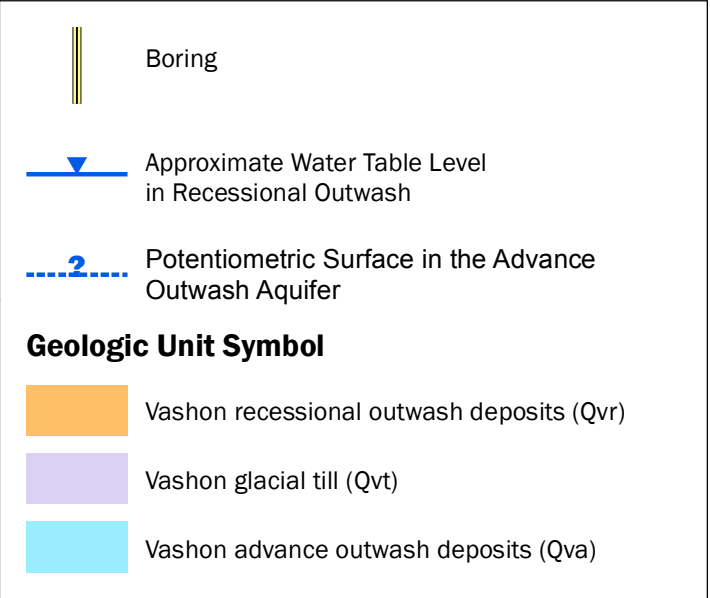 Boring
Approximate Water Table Level
in Recessional Outwash
?
Potentiometric Surface in the Advance
Outwash Aquifer
Geologic Unit Symbol
Vashon recessional outwash deposits (Qvr)
Vashon glacial till (Qvt)
Vashon advance outwash deposits (Qva)